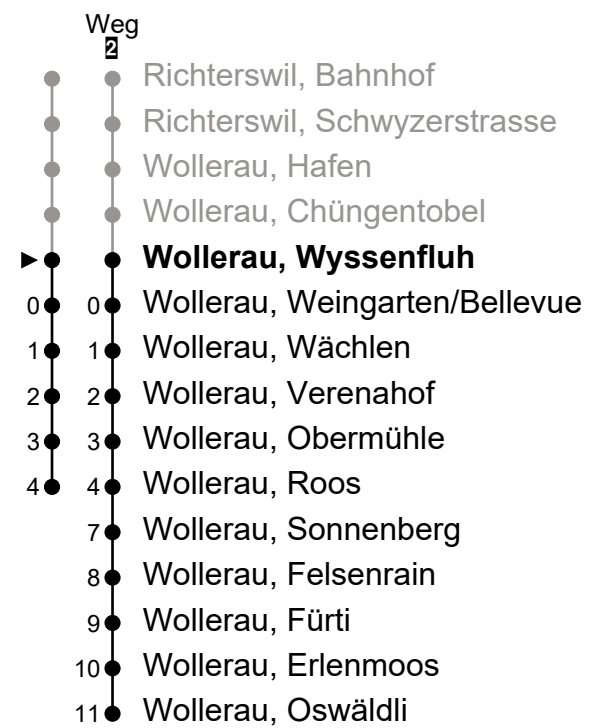 Weg
2
Richterswil, Bahnhof
Richterswil, Schwyzerstrasse
Wollerau, Hafen
Wollerau, Chüngentobel
Wollerau, Wyssenfluh
0 0 Wollerau, Weingarten/Bellevue
1 1 Wollerau, Wächlen
2 2 Wollerau, Verenahof
3 3 Wollerau, Obermühle
4 4 Wollerau, Roos
7 Wollerau, Sonnenberg
8 Wollerau, Felsenrain
9 Wollerau, Fürti
10 Wollerau, Erlenmoos
11 Wollerau, Oswäldli